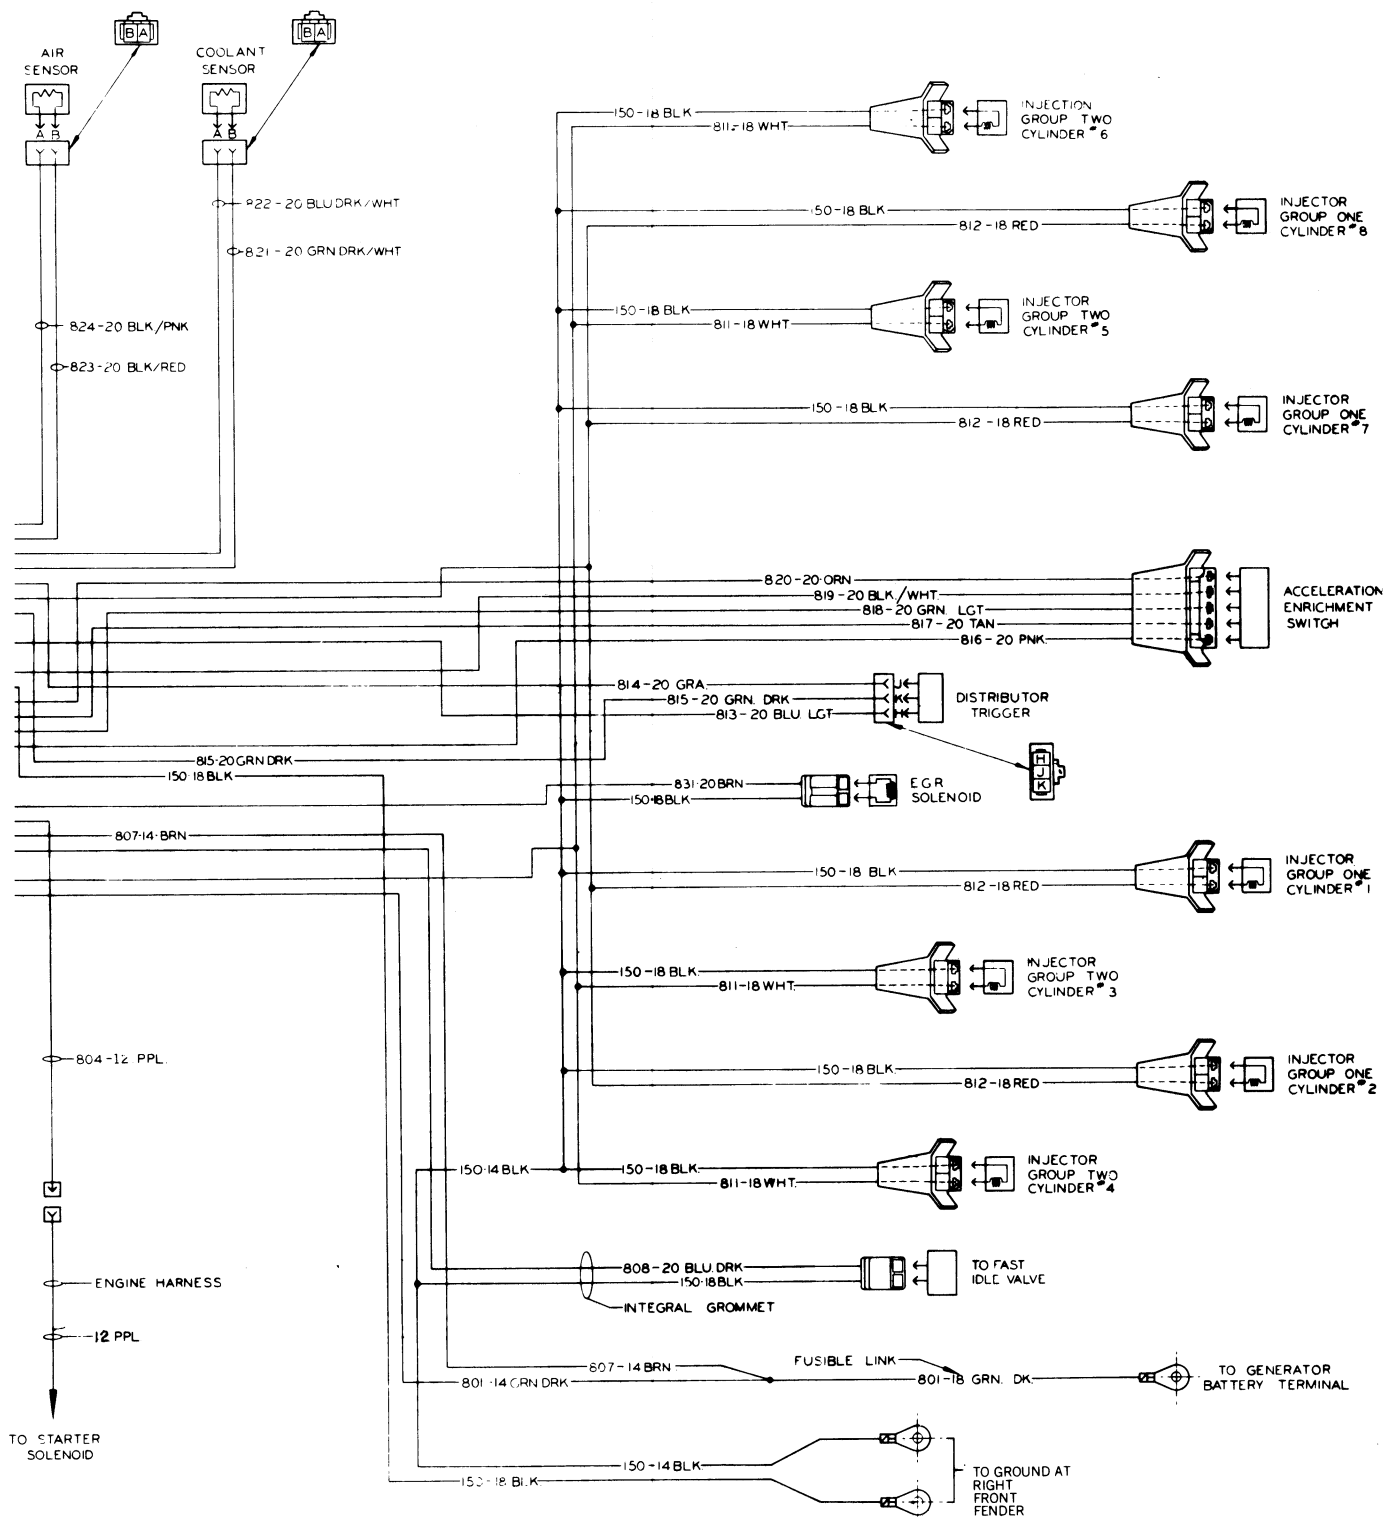 B A
B A
AIR
SENSOR
COOLANT
SENSOR
A B
A B
150-18 BLK
811-18 WHT
INJECTION
GROUP TWO
CYLINDER #6
822-20 BLU DRK/WHT
821-20 GRN DRK/WHT
150-18 BLK
812-18 RED
INJECTOR
GROUP ONE
CYLINDER #8
824-20 BLK/PNK
823-20 BLK/RED
150-18 BLK
811-18 WHT
INJECTOR
GROUP TWO
CYLINDER #5
150-18 BLK
812-18 RED
INJECTOR
GROUP ONE
CYLINDER #7
820-20 ORN
819-20 BLK./WHT.
818-20 GRN. LGT
817-20 TAN
816-20 PNK.
ACCELERATION
ENRICHMENT
SWITCH
814-20 GRA.
815-20 GRN. DRK
813-20 BLU. LGT
J
K
H
DISTRIBUTOR
TRIGGER
H
J
K
815-20 GRN DRK
150-18 BLK
831-20 BRN
150-18 BLK
EGR
SOLENOID
807-14 BRN
150-18 BLK
812-18 RED
INJECTOR
GROUP ONE
CYLINDER #1
150-18 BLK
811-18 WHT.
INJECTOR
GROUP TWO
CYLINDER #3
804-12 PPL.
150-18 BLK
812-18 RED
INJECTOR
GROUP ONE
CYLINDER #2
150-14 BLK
150-18 BLK
811-18 WHT.
INJECTOR
GROUP TWO
CYLINDER #4
ENGINE HARNESS
12 PPL
808-20 BLU. DRK
150-18 BLK
INTEGRAL GROMMET
TO FAST
IDLE VALVE
807-14 BRN
801-14 GRN DRK
FUSIBLE LINK
801-18 GRN. DK.
TO GENERATOR
BATTERY TERMINAL
TO STARTER
SOLENOID
150-14 BLK
150-18 BLK
TO GROUND AT
RIGHT
FRONT
FENDER